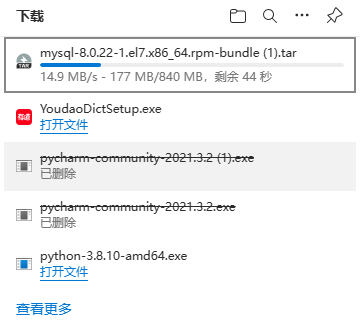 下载
mysql-8.0.22-1.el7.x86_64.rpm-bundle (1).tar
TAR
14.9 MB/s - 177 MB/840 MB，剩余 44 秒
有道
YoudaoDictSetup.exe
打开文件
pycharm-community-2021.3.2 (1).exe
已删除
pycharm-community-2021.3.2.exe
已删除
python-3.8.10-amd64.exe
打开文件
查看更多